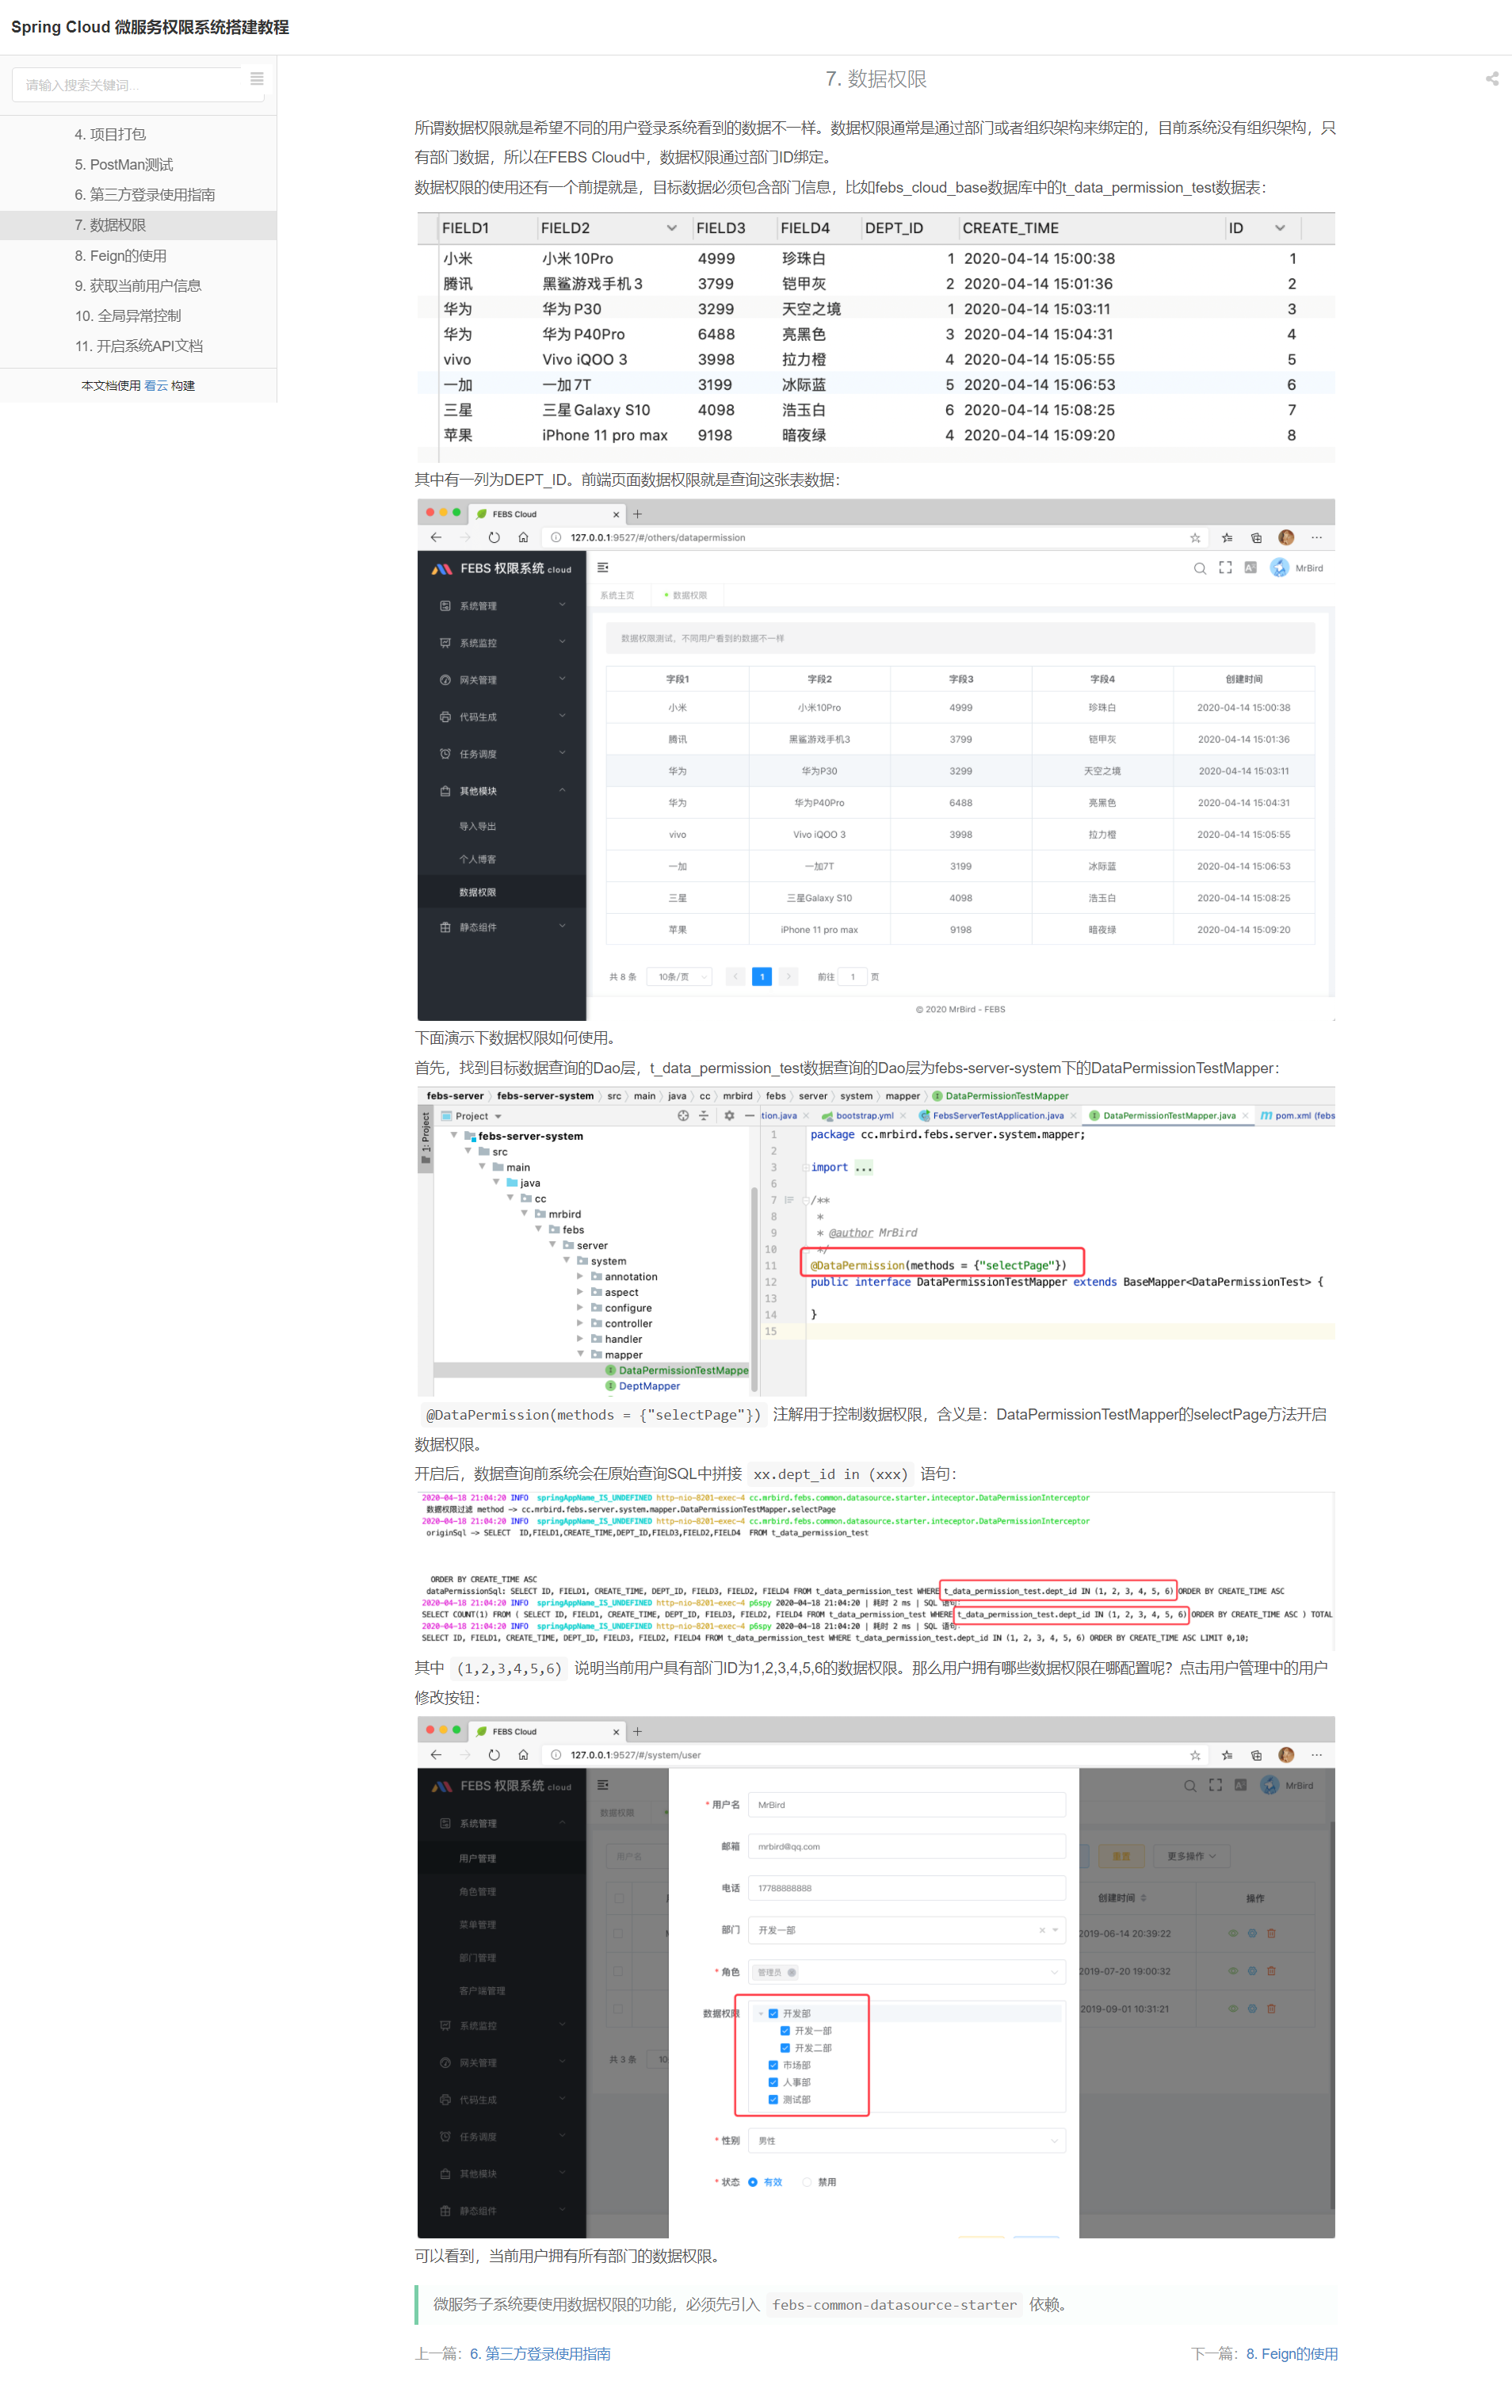 Spring Cloud 微服务权限系统搭建教程
请输入搜索关键词...
4. 项目打包
5. PostMan测试
6. 第三方登录使用指南
7. 数据权限
8. Feign的使用
9. 获取当前用户信息
10. 全局异常控制
11. 开启系统API文档
本文档使用 看云 构建
7. 数据权限
所谓数据权限就是希望不同的用户登录系统看到的数据不一样。数据权限通常是通过部门或者组织架构来绑定的，目前系统没有组织架构，只
有部门数据，所以在FEBS Cloud中，数据权限通过部门ID绑定。
数据权限的使用还有一个前提就是，目标数据必须包含部门信息，比如febs_cloud_base数据库中的t_data_permission_test数据表：
FIELD1 FIELD2 FIELD3 FIELD4 DEPT_ID CREATE_TIME ID
小米 小米10Pro 4999 珍珠白 1 2020-04-14 15:00:38 1
腾讯 黑鲨游戏手机3 3799 铠甲灰 2 2020-04-14 15:01:36 2
华为 华为P30 3299 天空之境 1 2020-04-14 15:03:11 3
华为 华为P40Pro 6488 亮黑色 3 2020-04-14 15:04:31 4
vivo Vivo iQOO 3 3998 拉力橙 4 2020-04-14 15:05:55 5
一加 一加7T 3199 冰际蓝 5 2020-04-14 15:06:53 6
三星 三星Galaxy S10 4098 浩玉白 6 2020-04-14 15:08:25 7
苹果 iPhone 11 pro max 9198 暗夜绿 4 2020-04-14 15:09:20 8
其中有一列为DEPT_ID。前端页面数据权限就是查询这张表数据：
FEBS Cloud
127.0.0.1:9527/#/others/datapermission
FEBS 权限系统 cloud
MrBird
系统主页 数据权限
系统管理
系统监控
网关管理
代码生成
任务调度
其他模块
导入导出
个人博客
数据权限
静态组件
数据权限测试，不同用户看到的数据不一样
字段1 字段2 字段3 字段4 创建时间
小米 小米10Pro 4999 珍珠白 2020-04-14 15:00:38
腾讯 黑鲨游戏手机3 3799 铠甲灰 2020-04-14 15:01:36
华为 华为P30 3299 天空之境 2020-04-14 15:03:11
华为 华为P40Pro 6488 亮黑色 2020-04-14 15:04:31
vivo Vivo iQOO 3 3998 拉力橙 2020-04-14 15:05:55
一加 一加7T 3199 冰际蓝 2020-04-14 15:06:53
三星 三星Galaxy S10 4098 浩玉白 2020-04-14 15:08:25
苹果 iPhone 11 pro max 9198 暗夜绿 2020-04-14 15:09:20
共 8 条 10条/页 1 前往 1 页
© 2020 MrBird - FEBS
下面演示下数据权限如何使用。
首先，找到目标数据查询的Dao层，t_data_permission_test数据查询的Dao层为febs-server-system下的DataPermissionTestMapper：
febs-server febs-server-system src main java cc mrbird febs server system mapper DataPermissionTestMapper
1: Project
Project
tion.java bootstrap.yml FebsServerTestApplication.java DataPermissionTestMapper.java pom.xml (febs
febs-server-system
src
main
java
cc
mrbird
febs
server
system
annotation
aspect
configure
controller
handler
mapper
DataPermissionTestMappe
DeptMapper
1 package cc.mrbird.febs.server.system.mapper;
2
3 import ...
6
7 /**
8 *
9 * @author MrBird
10 */
11 @DataPermission(methods = {"selectPage"})
12 public interface DataPermissionTestMapper extends BaseMapper<DataPermissionTest> {
13
14 }
15
@DataPermission(methods = {"selectPage"}) 注解用于控制数据权限，含义是：DataPermissionTestMapper的selectPage方法开启
数据权限。
开启后，数据查询前系统会在原始查询SQL中拼接 xx.dept_id in (xxx) 语句：
2020-04-18 21:04:20 INFO springAppName_IS_UNDEFINED http-nio-8201-exec-4 cc.mrbird.febs.common.datasource.starter.inteceptor.DataPermissionInterceptor
数据权限过滤 method -> cc.mrbird.febs.server.system.mapper.DataPermissionTestMapper.selectPage
2020-04-18 21:04:20 INFO springAppName_IS_UNDEFINED http-nio-8201-exec-4 cc.mrbird.febs.common.datasource.starter.inteceptor.DataPermissionInterceptor
originSql -> SELECT ID,FIELD1,CREATE_TIME,DEPT_ID,FIELD3,FIELD2,FIELD4 FROM t_data_permission_test
ORDER BY CREATE_TIME ASC
dataPermissionSql: SELECT ID, FIELD1, CREATE_TIME, DEPT_ID, FIELD3, FIELD2, FIELD4 FROM t_data_permission_test WHERE t_data_permission_test.dept_id IN (1, 2, 3, 4, 5, 6) ORDER BY CREATE_TIME ASC
2020-04-18 21:04:20 INFO springAppName_IS_UNDEFINED http-nio-8201-exec-4 p6spy 2020-04-18 21:04:20 | 耗时 2 ms | SQL 语句:
SELECT COUNT(1) FROM ( SELECT ID, FIELD1, CREATE_TIME, DEPT_ID, FIELD3, FIELD2, FIELD4 FROM t_data_permission_test WHERE t_data_permission_test.dept_id IN (1, 2, 3, 4, 5, 6) ORDER BY CREATE_TIME ASC ) TOTAL
2020-04-18 21:04:20 INFO springAppName_IS_UNDEFINED http-nio-8201-exec-4 p6spy 2020-04-18 21:04:20 | 耗时 2 ms | SQL 语句:
SELECT ID, FIELD1, CREATE_TIME, DEPT_ID, FIELD3, FIELD2, FIELD4 FROM t_data_permission_test WHERE t_data_permission_test.dept_id IN (1, 2, 3, 4, 5, 6) ORDER BY CREATE_TIME ASC LIMIT 0,10;
其中 (1,2,3,4,5,6) 说明当前用户具有部门ID为1,2,3,4,5,6的数据权限。那么用户拥有哪些数据权限在哪配置呢？点击用户管理中的用户
修改按钮：
FEBS Cloud
127.0.0.1:9527/#/system/user
FEBS 权限系统 cloud
MrBird
数据权限
系统管理
用户管理
角色管理
菜单管理
部门管理
客户端管理
系统监控
网关管理
代码生成
任务调度
其他模块
静态组件
用户名
重置 更多操作
创建时间 操作
2019-06-14 20:39:22
2019-07-20 19:00:32
2019-09-01 10:31:21
共 3 条 10
* 用户名 MrBird
邮箱 mrbird@qq.com
电话 17788888888
部门 开发一部
* 角色 管理员
数据权限 开发部
开发一部
开发二部
市场部
人事部
测试部
* 性别 男性
* 状态 有效 禁用
可以看到，当前用户拥有所有部门的数据权限。
微服务子系统要使用数据权限的功能，必须先引入 febs-common-datasource-starter 依赖。
上一篇：6. 第三方登录使用指南 下一篇：8. Feign的使用